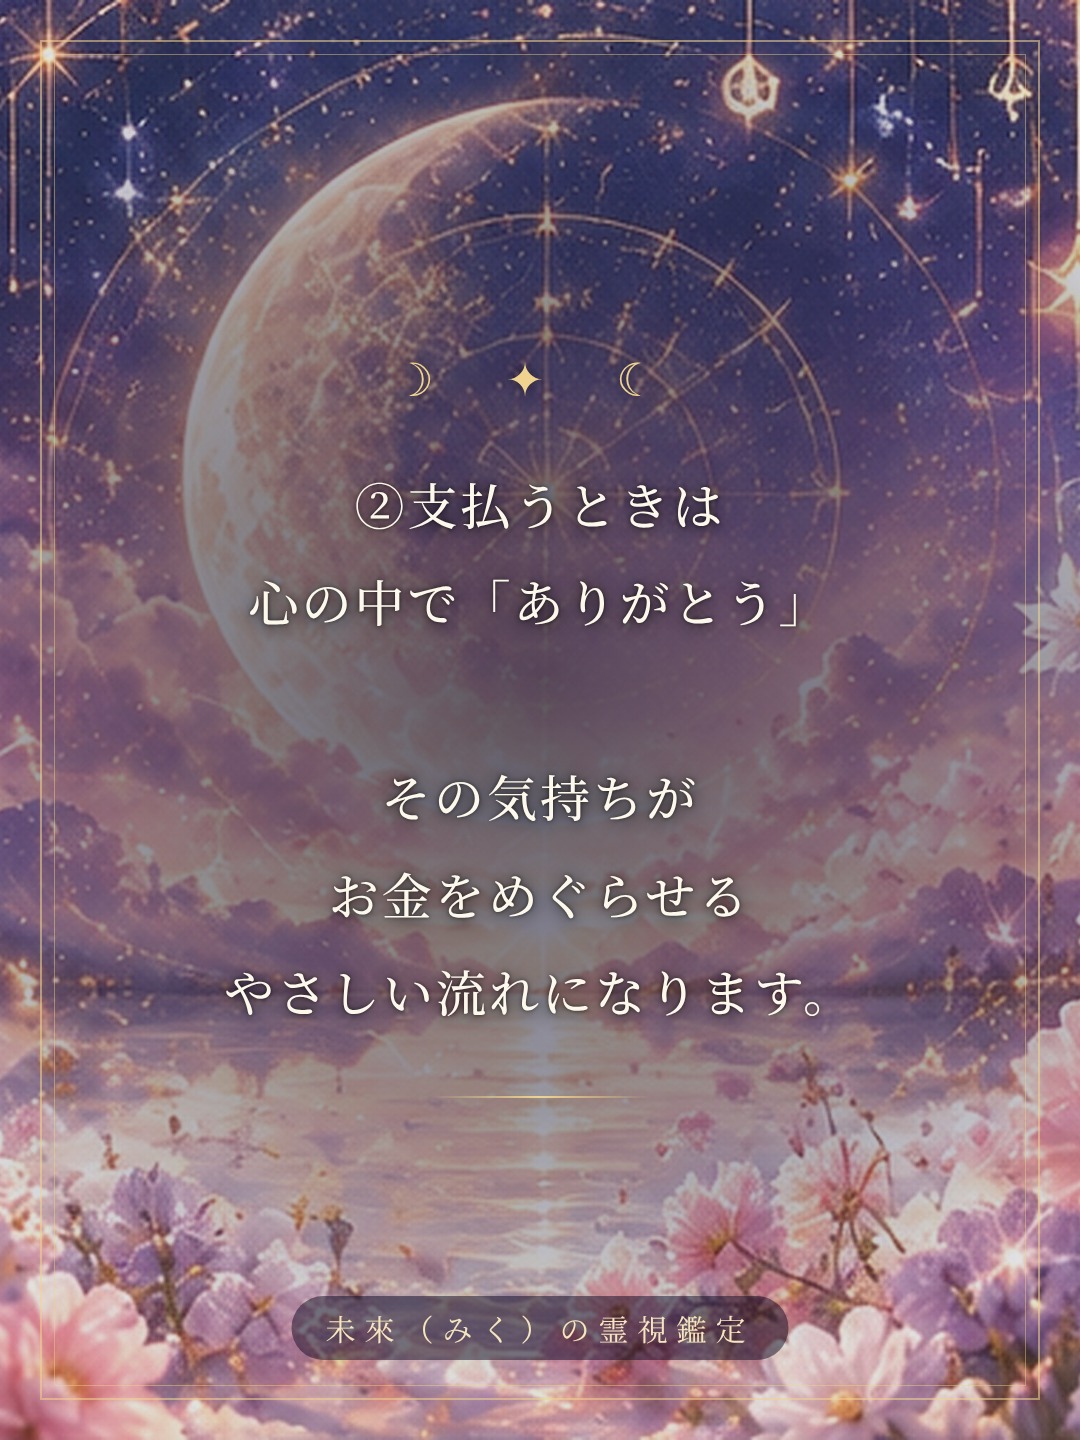 ②支払うときは
心の中で「ありがとう」
その気持ちが
お金をめぐらせる
やさしい流れになります。
未來（みく）の霊視鑑定